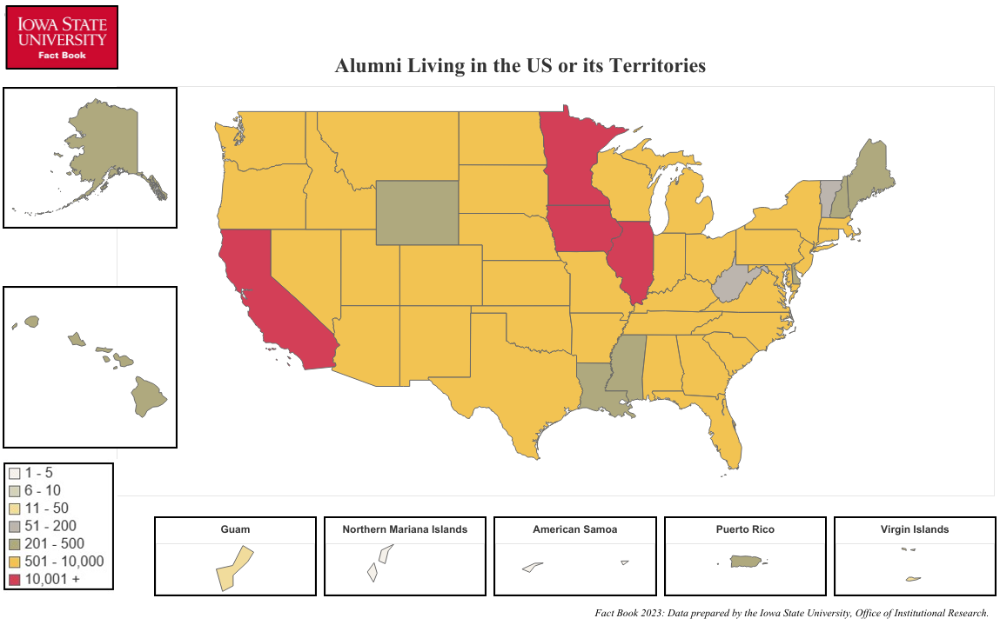 IOWA STATE
UNIVERSITY
Fact Book
Alumni Living in the US or its Territories
1 - 5
6 - 10
11 - 50
51 - 200
201 - 500
501 - 10,000
10,001 +
Guam
Northern Mariana Islands
American Samoa
Puerto Rico
Virgin Islands
Fact Book 2023: Data prepared by the Iowa State University, Office of Institutional Research.